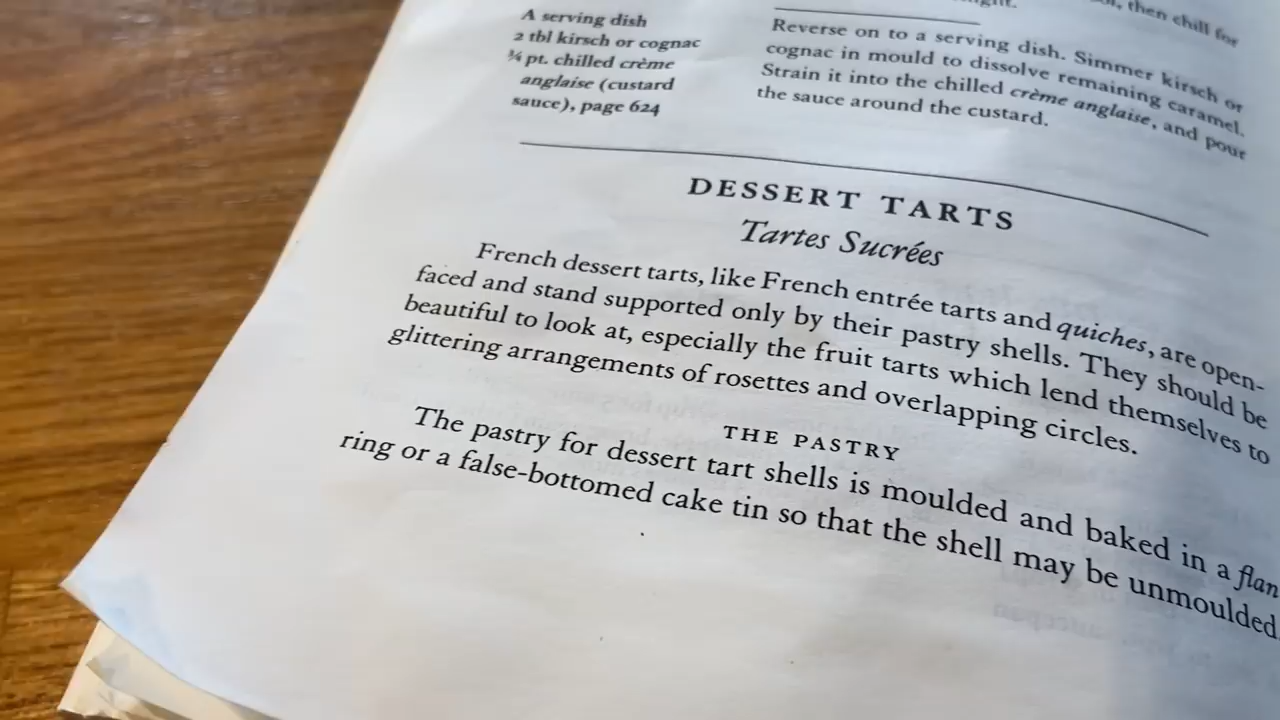 then chill for
A serving dish
2 tbl kirsch or cognac
¾ pt. chilled crème
anglaise (custard
sauce), page 624
Reverse on to a serving dish. Simmer kirsch or
cognac in mould to dissolve remaining caramel.
Strain it into the chilled crème anglaise, and pour
the sauce around the custard.
DESSERT TARTS
Tartes Sucrées
French dessert tarts, like French entrée tarts and quiches, are open-
faced and stand supported only by their pastry shells. They should be
beautiful to look at, especially the fruit tarts which lend themselves to
glittering arrangements of rosettes and overlapping circles.
THE PASTRY
The pastry for dessert tart shells is moulded and baked in a flan
ring or a false-bottomed cake tin so that the shell may be unmoulded